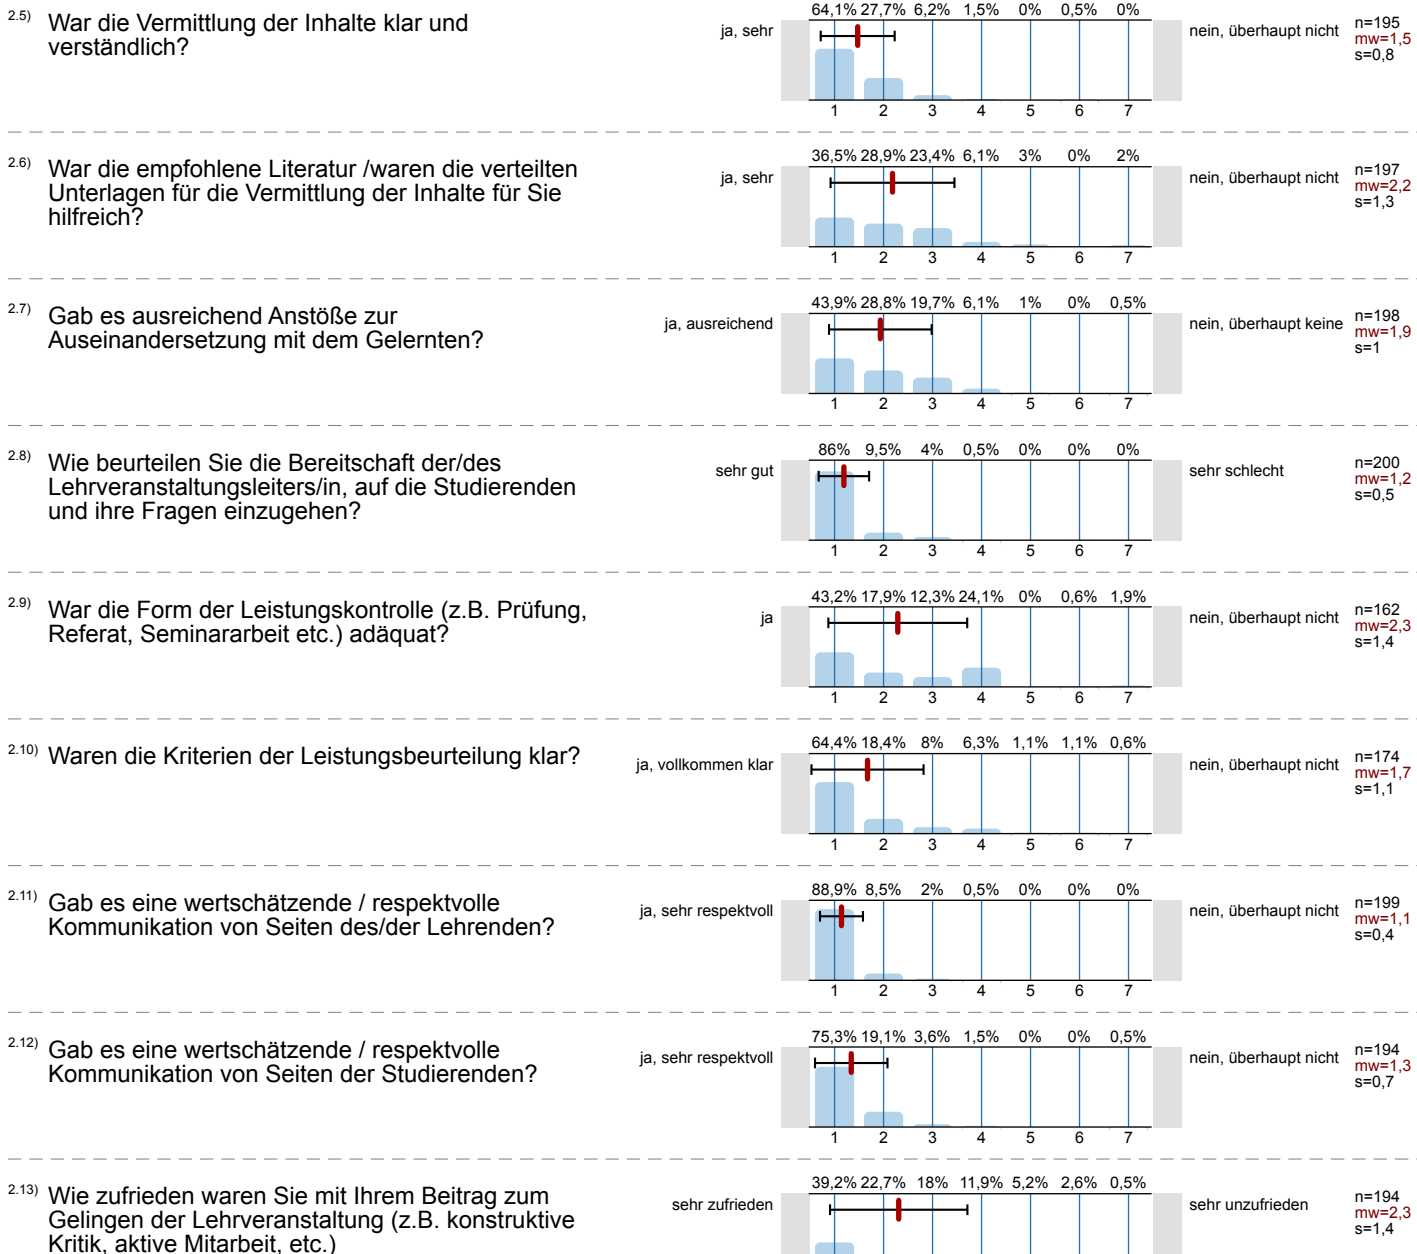 2.5) War die Vermittlung der Inhalte klar und
verständlich?
64,1% 27,7% 6,2% 1,5% 0% 0,5% 0%
ja, sehr
nein, überhaupt nicht
n=195
mw=1,5
s=0,8
1 2 3 4 5 6 7
2.6) War die empfohlene Literatur /waren die verteilten
Unterlagen für die Vermittlung der Inhalte für Sie
hilfreich?
36,5% 28,9% 23,4% 6,1% 3% 0% 2%
ja, sehr
nein, überhaupt nicht
n=197
mw=2,2
s=1,3
1 2 3 4 5 6 7
2.7) Gab es ausreichend Anstöße zur
Auseinandersetzung mit dem Gelernten?
43,9% 28,8% 19,7% 6,1% 1% 0% 0,5%
ja, ausreichend
nein, überhaupt keine
n=198
mw=1,9
s=1
1 2 3 4 5 6 7
2.8) Wie beurteilen Sie die Bereitschaft der/des
Lehrveranstaltungsleiters/in, auf die Studierenden
und ihre Fragen einzugehen?
86% 9,5% 4% 0,5% 0% 0% 0%
sehr gut
sehr schlecht
n=200
mw=1,2
s=0,5
1 2 3 4 5 6 7
2.9) War die Form der Leistungskontrolle (z.B. Prüfung,
Referat, Seminararbeit etc.) adäquat?
43,2% 17,9% 12,3% 24,1% 0% 0,6% 1,9%
ja
nein, überhaupt nicht
n=162
mw=2,3
s=1,4
1 2 3 4 5 6 7
2.10) Waren die Kriterien der Leistungsbeurteilung klar?
64,4% 18,4% 8% 6,3% 1,1% 1,1% 0,6%
ja, vollkommen klar
nein, überhaupt nicht
n=174
mw=1,7
s=1,1
1 2 3 4 5 6 7
2.11) Gab es eine wertschätzende / respektvolle
Kommunikation von Seiten des/der Lehrenden?
88,9% 8,5% 2% 0,5% 0% 0% 0%
ja, sehr respektvoll
nein, überhaupt nicht
n=199
mw=1,1
s=0,4
1 2 3 4 5 6 7
2.12) Gab es eine wertschätzende / respektvolle
Kommunikation von Seiten der Studierenden?
75,3% 19,1% 3,6% 1,5% 0% 0% 0,5%
ja, sehr respektvoll
nein, überhaupt nicht
n=194
mw=1,3
s=0,7
1 2 3 4 5 6 7
2.13) Wie zufrieden waren Sie mit Ihrem Beitrag zum
Gelingen der Lehrveranstaltung (z.B. konstruktive
Kritik, aktive Mitarbeit, etc.)
39,2% 22,7% 18% 11,9% 5,2% 2,6% 0,5%
sehr zufrieden
sehr unzufrieden
n=194
mw=2,3
s=1,4